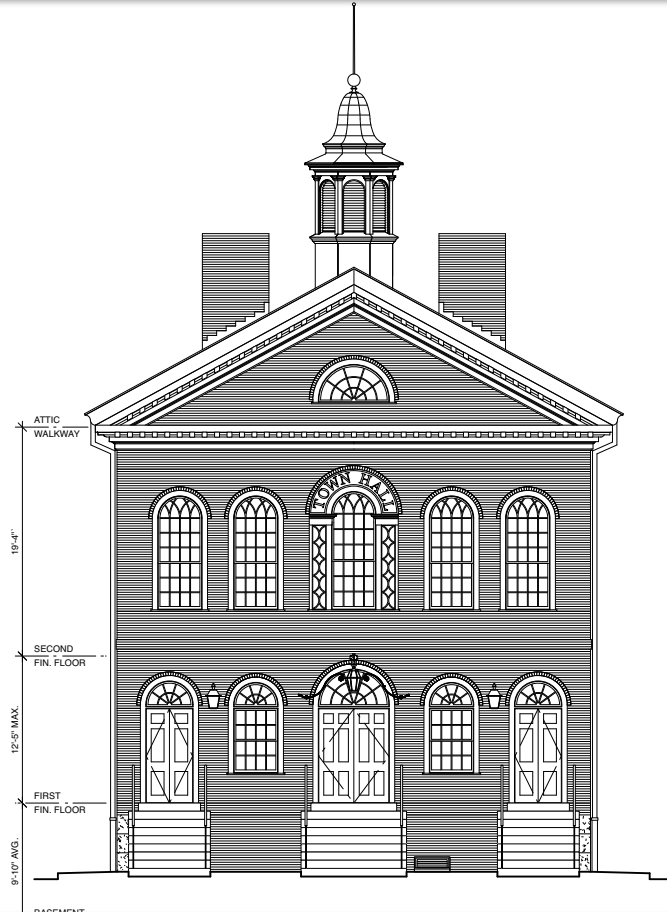 TOWN HALL
ATTIC
WALKWAY
19'-4"
SECOND
FIN. FLOOR
12'-5" MAX.
FIRST
FIN. FLOOR
9'-10" AVG.
BASEMENT